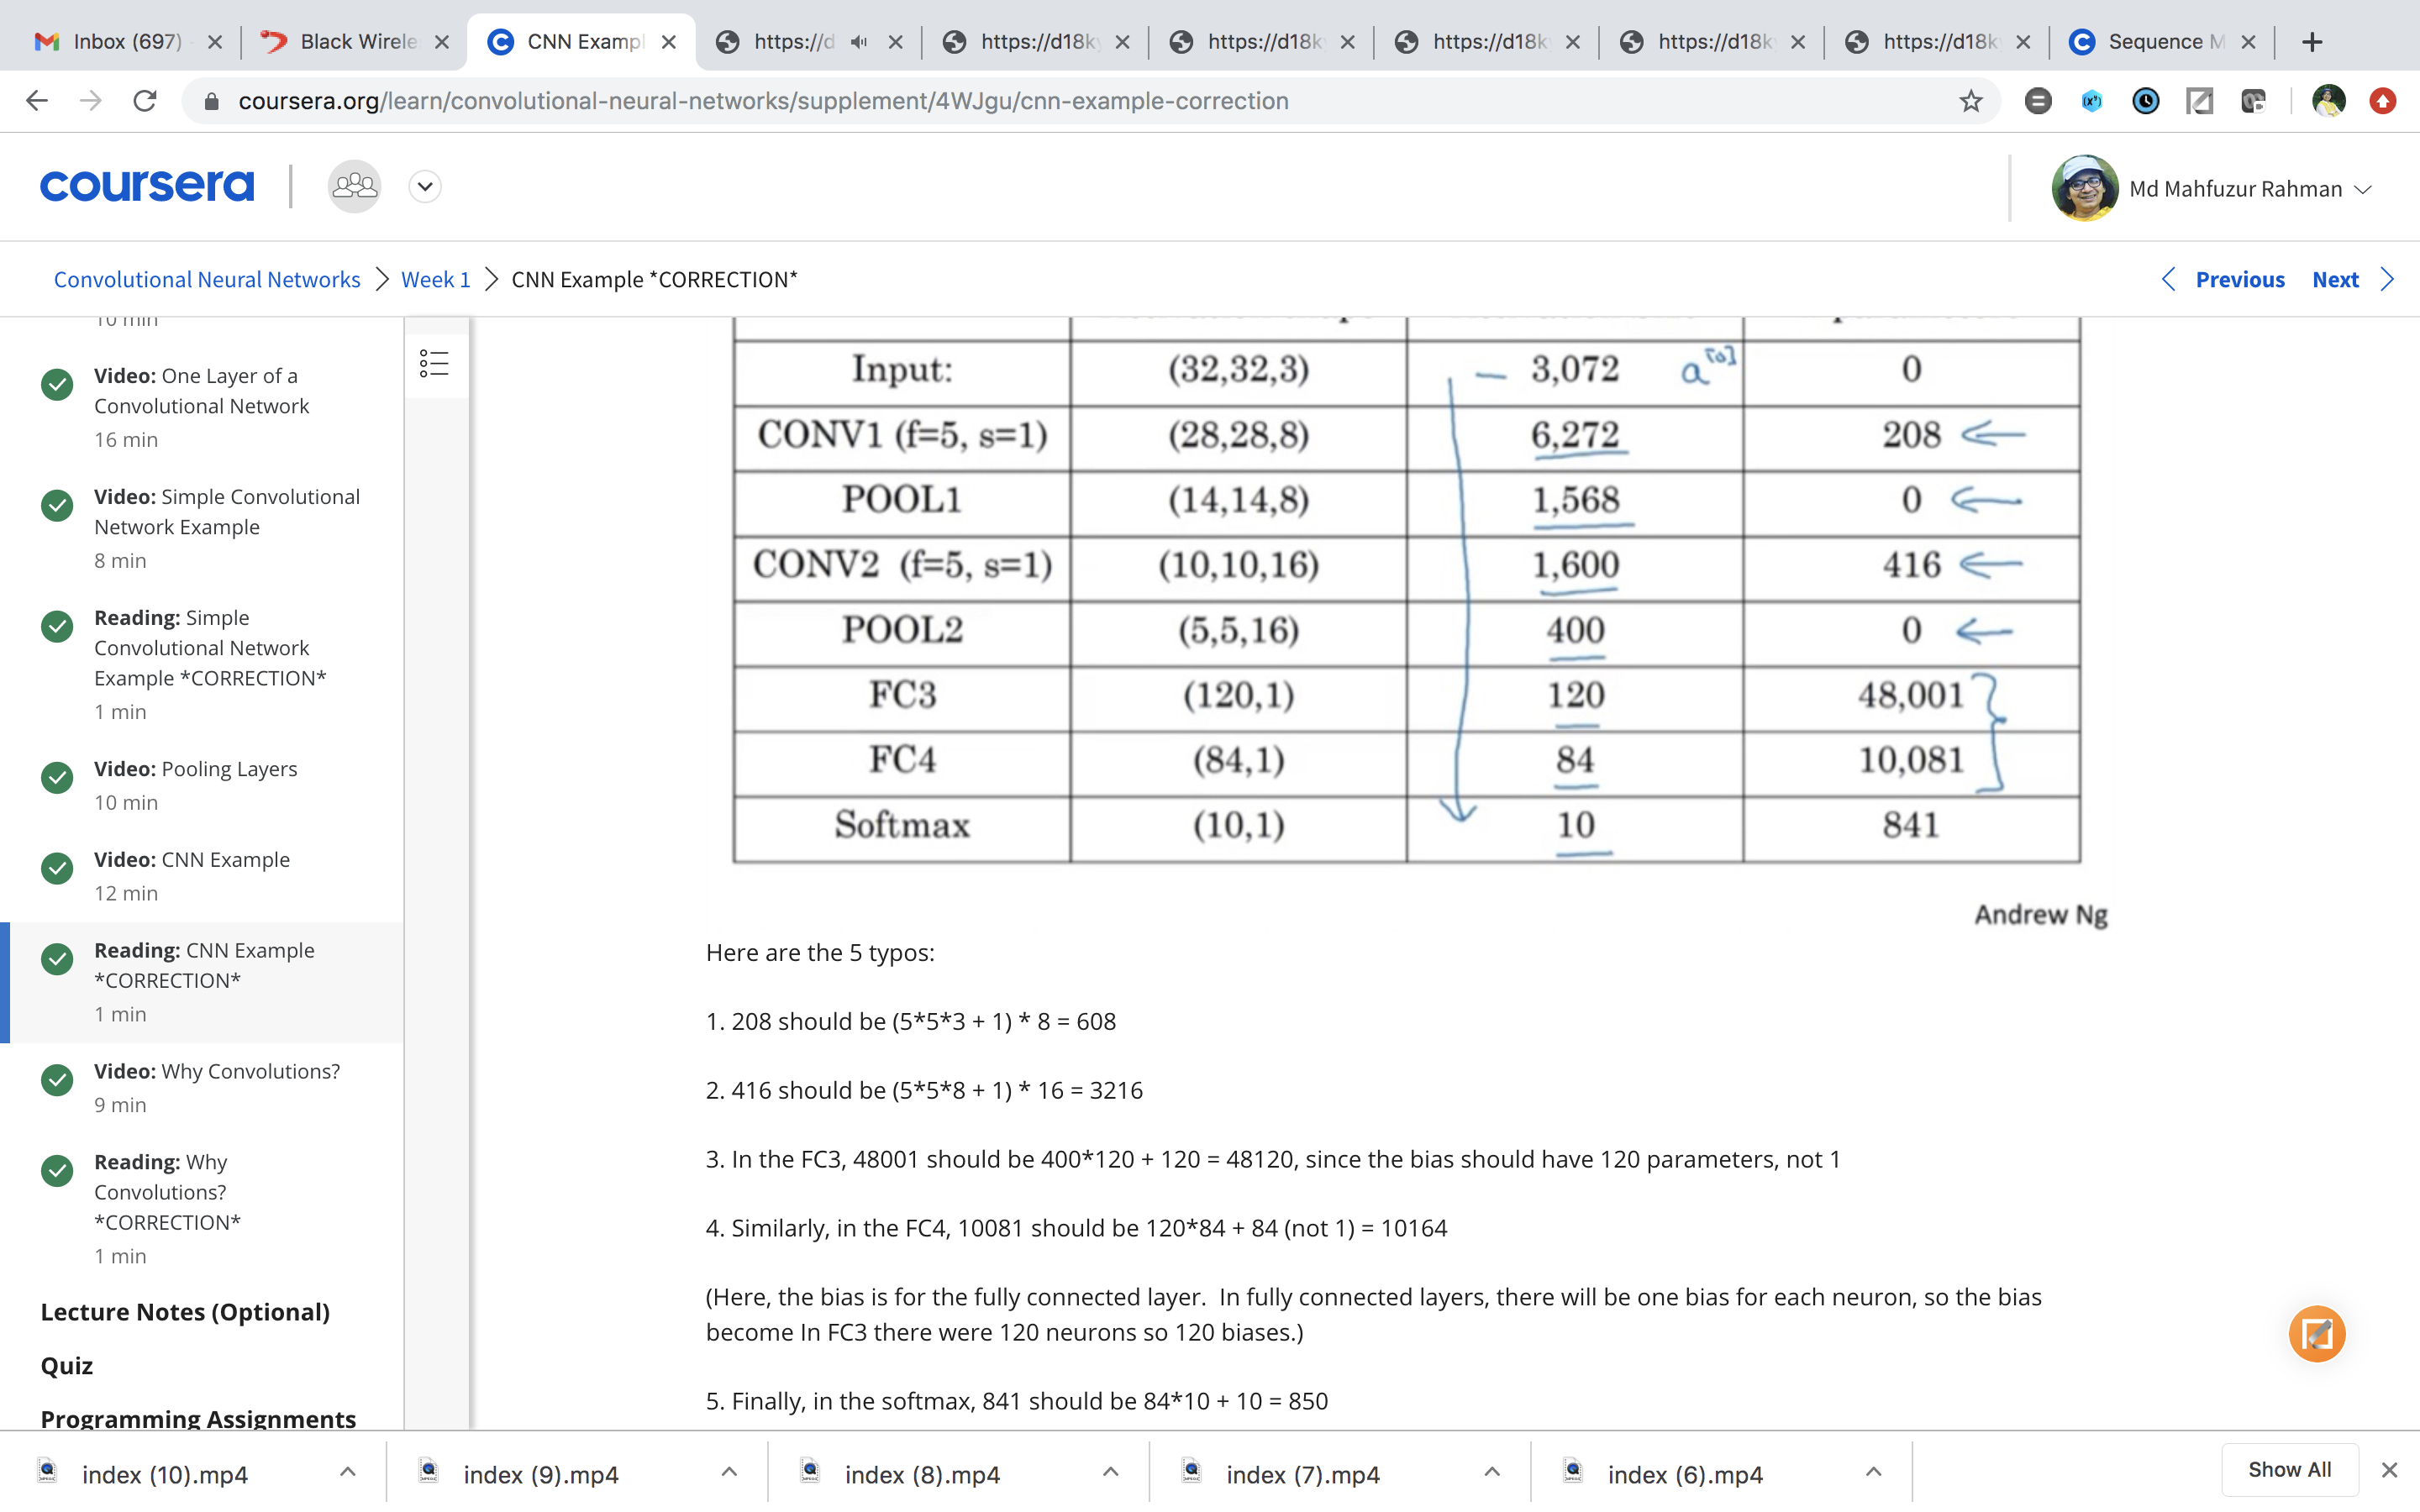 Inbox (697)
Black Wirele
CNN Exampl
https://d
https://d18k
https://d18k
https://d18k
https://d18k
https://d18k
Sequence M
coursera.org/learn/convolutional-neural-networks/supplement/4WJgu/cnn-example-correction
coursera
Md Mahfuzur Rahman
Convolutional Neural Networks > Week 1 > CNN Example *CORRECTION*
Previous
Next
10 min
Video: One Layer of a
Convolutional Network
16 min
Video: Simple Convolutional
Network Example
8 min
Reading: Simple
Convolutional Network
Example *CORRECTION*
1 min
Video: Pooling Layers
10 min
Video: CNN Example
12 min
Reading: CNN Example
*CORRECTION*
1 min
Video: Why Convolutions?
9 min
Reading: Why
Convolutions?
*CORRECTION*
1 min
Lecture Notes (Optional)
Quiz
Programming Assignments
Input: (32,32,3) – 3,072 a[0] 0
CONV1 (f=5, s=1) (28,28,8) 6,272 208
POOL1 (14,14,8) 1,568 0
CONV2 (f=5, s=1) (10,10,16) 1,600 416
POOL2 (5,5,16) 400 0
FC3 (120,1) 120 48,001
FC4 (84,1) 84 10,081
Softmax (10,1) 10 841
Andrew Ng
Here are the 5 typos:
1. 208 should be (5*5*3 + 1) * 8 = 608
2. 416 should be (5*5*8 + 1) * 16 = 3216
3. In the FC3, 48001 should be 400*120 + 120 = 48120, since the bias should have 120 parameters, not 1
4. Similarly, in the FC4, 10081 should be 120*84 + 84 (not 1) = 10164
(Here, the bias is for the fully connected layer.  In fully connected layers, there will be one bias for each neuron, so the bias
become In FC3 there were 120 neurons so 120 biases.)
5. Finally, in the softmax, 841 should be 84*10 + 10 = 850
index (10).mp4
index (9).mp4
index (8).mp4
index (7).mp4
index (6).mp4
Show All